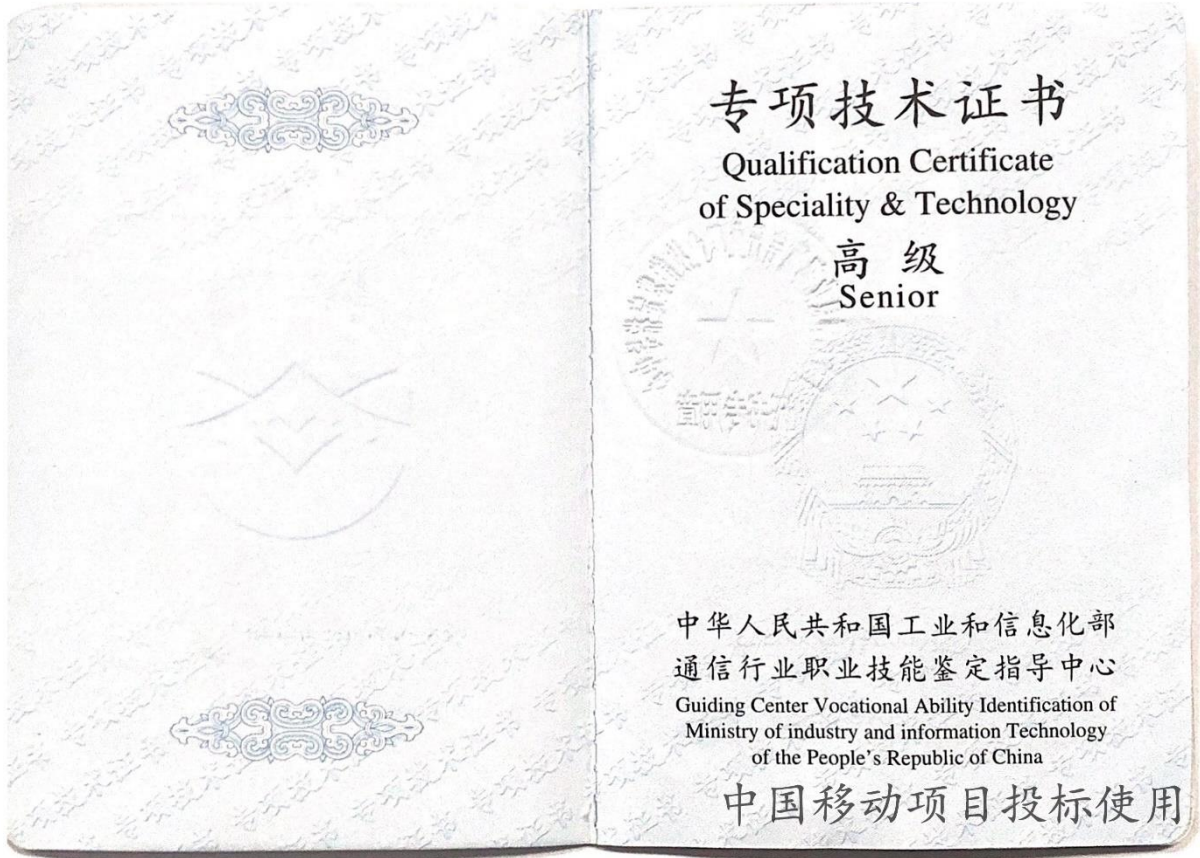 专项技术证书
Qualification Certificate
of Speciality & Technology
高级
Senior
中华人民共和国工业和信息化部
通信行业职业技能鉴定指导中心
Guiding Center Vocational Ability Identification of
Ministry of industry and information Technology
of the People's Republic of China
中国移动项目投标使用